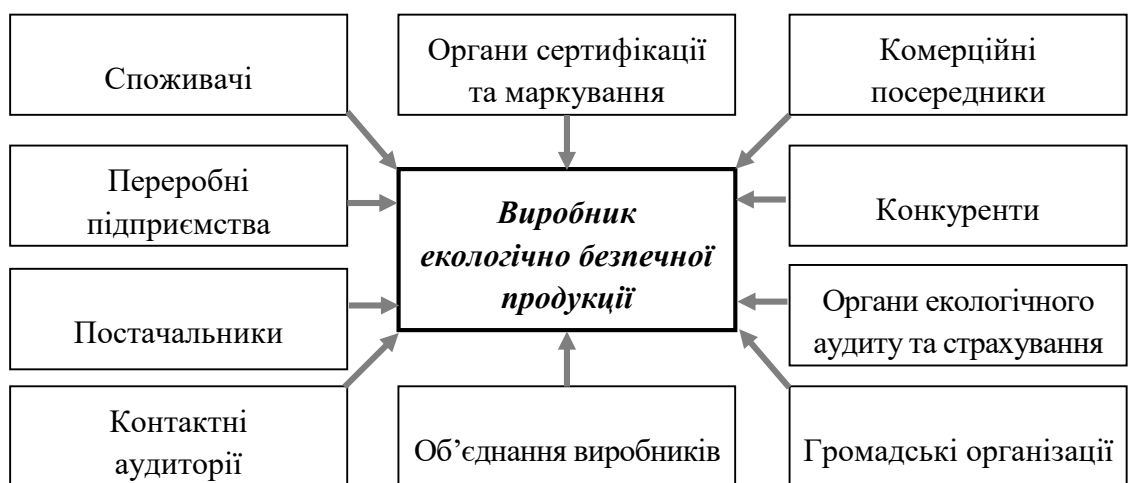 Споживачі
Органи сертифікації
та маркування
Комерційні
посередники
Переробні
підприємства
Виробник
екологічно безпечної
продукції
Конкуренти
Постачальники
Органи екологічного
аудиту та страхування
Контактні
аудиторії
Об’єднання виробників
Громадські організації